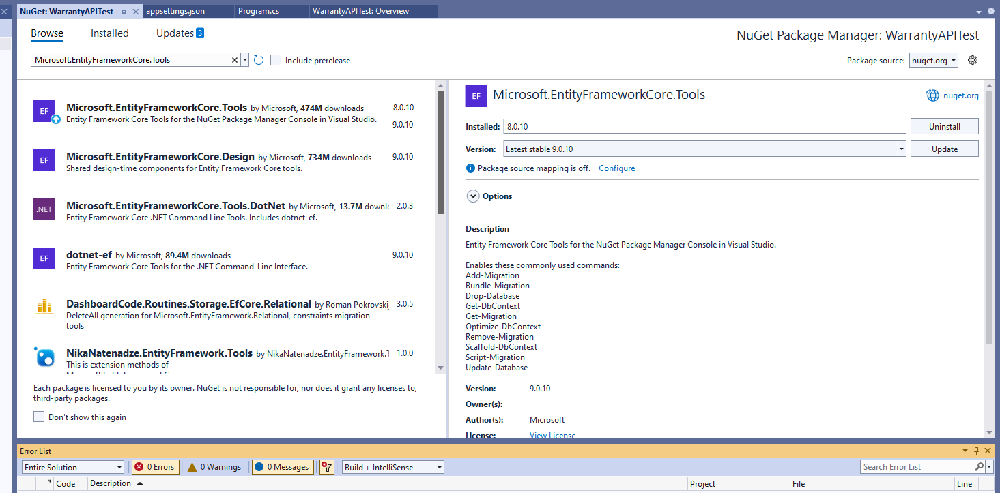 NuGet: WarrantyAPITest
appsettings.json
Program.cs
WarrantyAPITest: Overview
Browse
Installed
Updates 3
NuGet Package Manager: WarrantyAPITest
Microsoft.EntityFrameworkCore.Tools
Include prerelease
Package source: nuget.org
EF
Microsoft.EntityFrameworkCore.Tools by Microsoft, 474M downloads 8.0.10
Entity Framework Core Tools for the NuGet Package Manager Console in Visual Studio. 9.0.10
EF
Microsoft.EntityFrameworkCore.Design by Microsoft, 734M downloads 9.0.10
Shared design-time components for Entity Framework Core tools.
.NET
Microsoft.EntityFrameworkCore.Tools.DotNet by Microsoft, 13.7M downl 2.0.3
Entity Framework Core .NET Command Line Tools. Includes dotnet-ef.
EF
dotnet-ef by Microsoft, 89.4M downloads 9.0.10
Entity Framework Core Tools for the .NET Command-Line Interface.
DashboardCode.Routines.Storage.EfCore.Relational by Roman Pokrovskij 3.0.5
DeleteAll generation for Microsoft.EntityFramework.Relational, constraints migration
tools
NikaNatenadze.EntityFramework.Tools by NikaNatenadze.EntityFramework.T 1.0.0
This is extension methods of
Each package is licensed to you by its owner. NuGet is not responsible for, nor does it grant any licenses to,
third-party packages.
Don't show this again
EF
Microsoft.EntityFrameworkCore.Tools
nuget.org
Installed: 8.0.10
Uninstall
Version: Latest stable 9.0.10
Update
Package source mapping is off. Configure
Options
Description
Entity Framework Core Tools for the NuGet Package Manager Console in Visual Studio.
Enables these commonly used commands:
Add-Migration
Bundle-Migration
Drop-Database
Get-DbContext
Get-Migration
Optimize-DbContext
Remove-Migration
Scaffold-DbContext
Script-Migration
Update-Database
Version: 9.0.10
Owner(s):
Author(s): Microsoft
License: View License
Error List
Entire Solution
0 Errors
0 Warnings
0 Messages
Build + IntelliSense
Search Error List
Code
Description
Project
File
Line